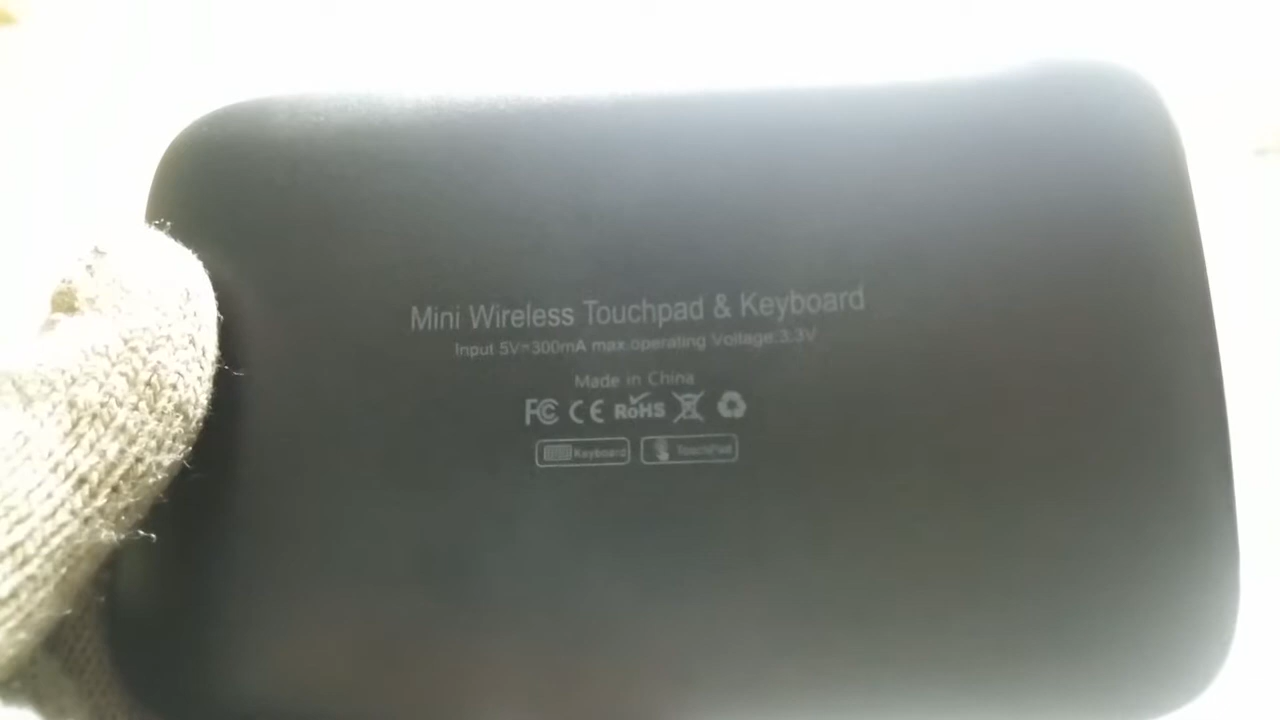 Mini Wireless Touchpad & Keyboard
Input 5V=300mA max.operating Voltage:3.3V
Made in China
FC CE RoHS
Keyboard TouchPad